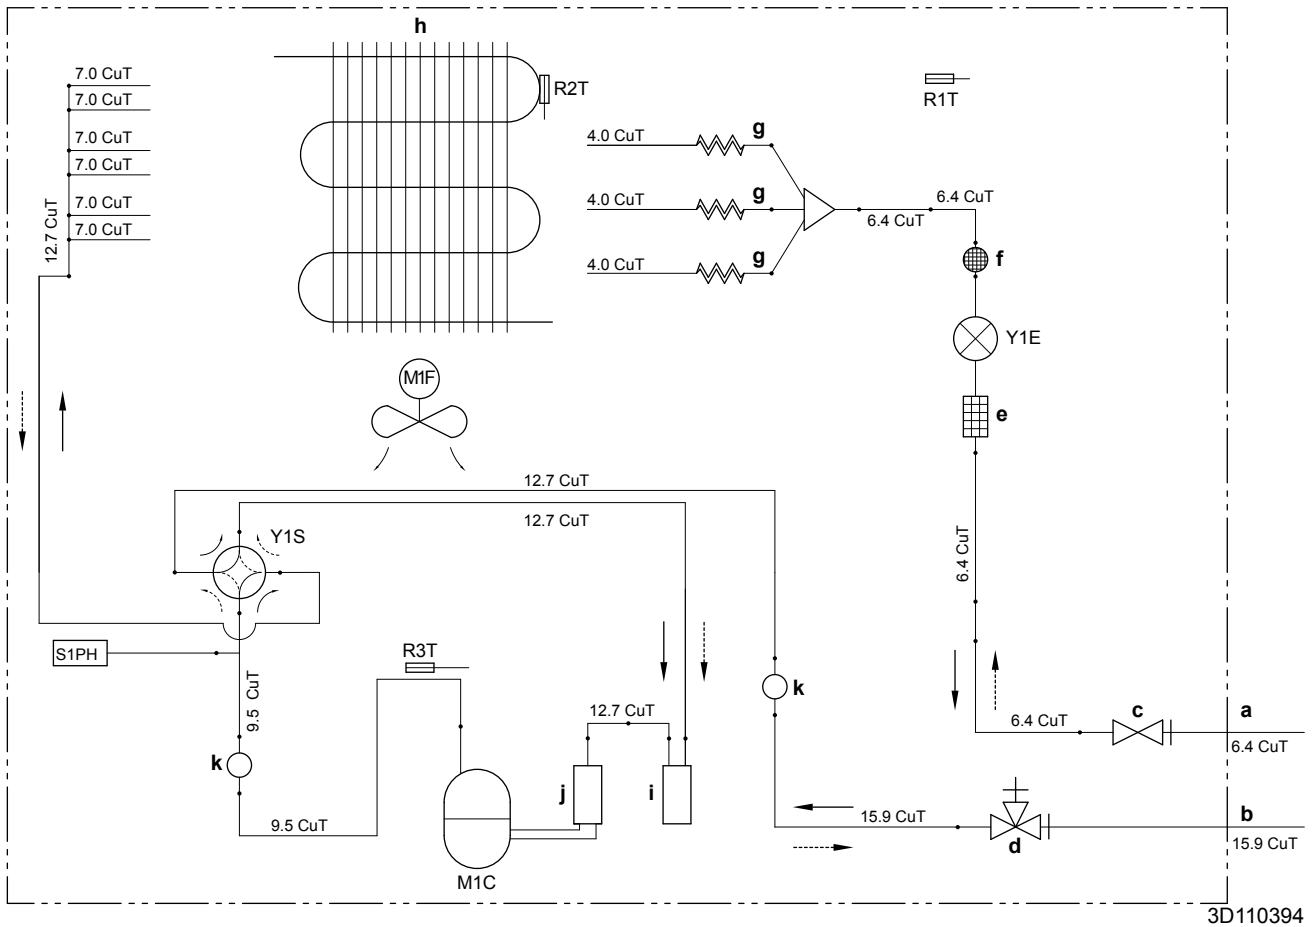 h
7.0 CuT
7.0 CuT
7.0 CuT
7.0 CuT
7.0 CuT
7.0 CuT
12.7 CuT
R2T
R1T
4.0 CuT
g
4.0 CuT
g
4.0 CuT
g
6.4 CuT
6.4 CuT
f
Y1E
e
M1F
12.7 CuT
12.7 CuT
Y1S
6.4 CuT
S1PH
R3T
9.5 CuT
k
k
12.7 CuT
6.4 CuT
c
a
6.4 CuT
j
i
9.5 CuT
M1C
15.9 CuT
d
b
15.9 CuT
3D110394